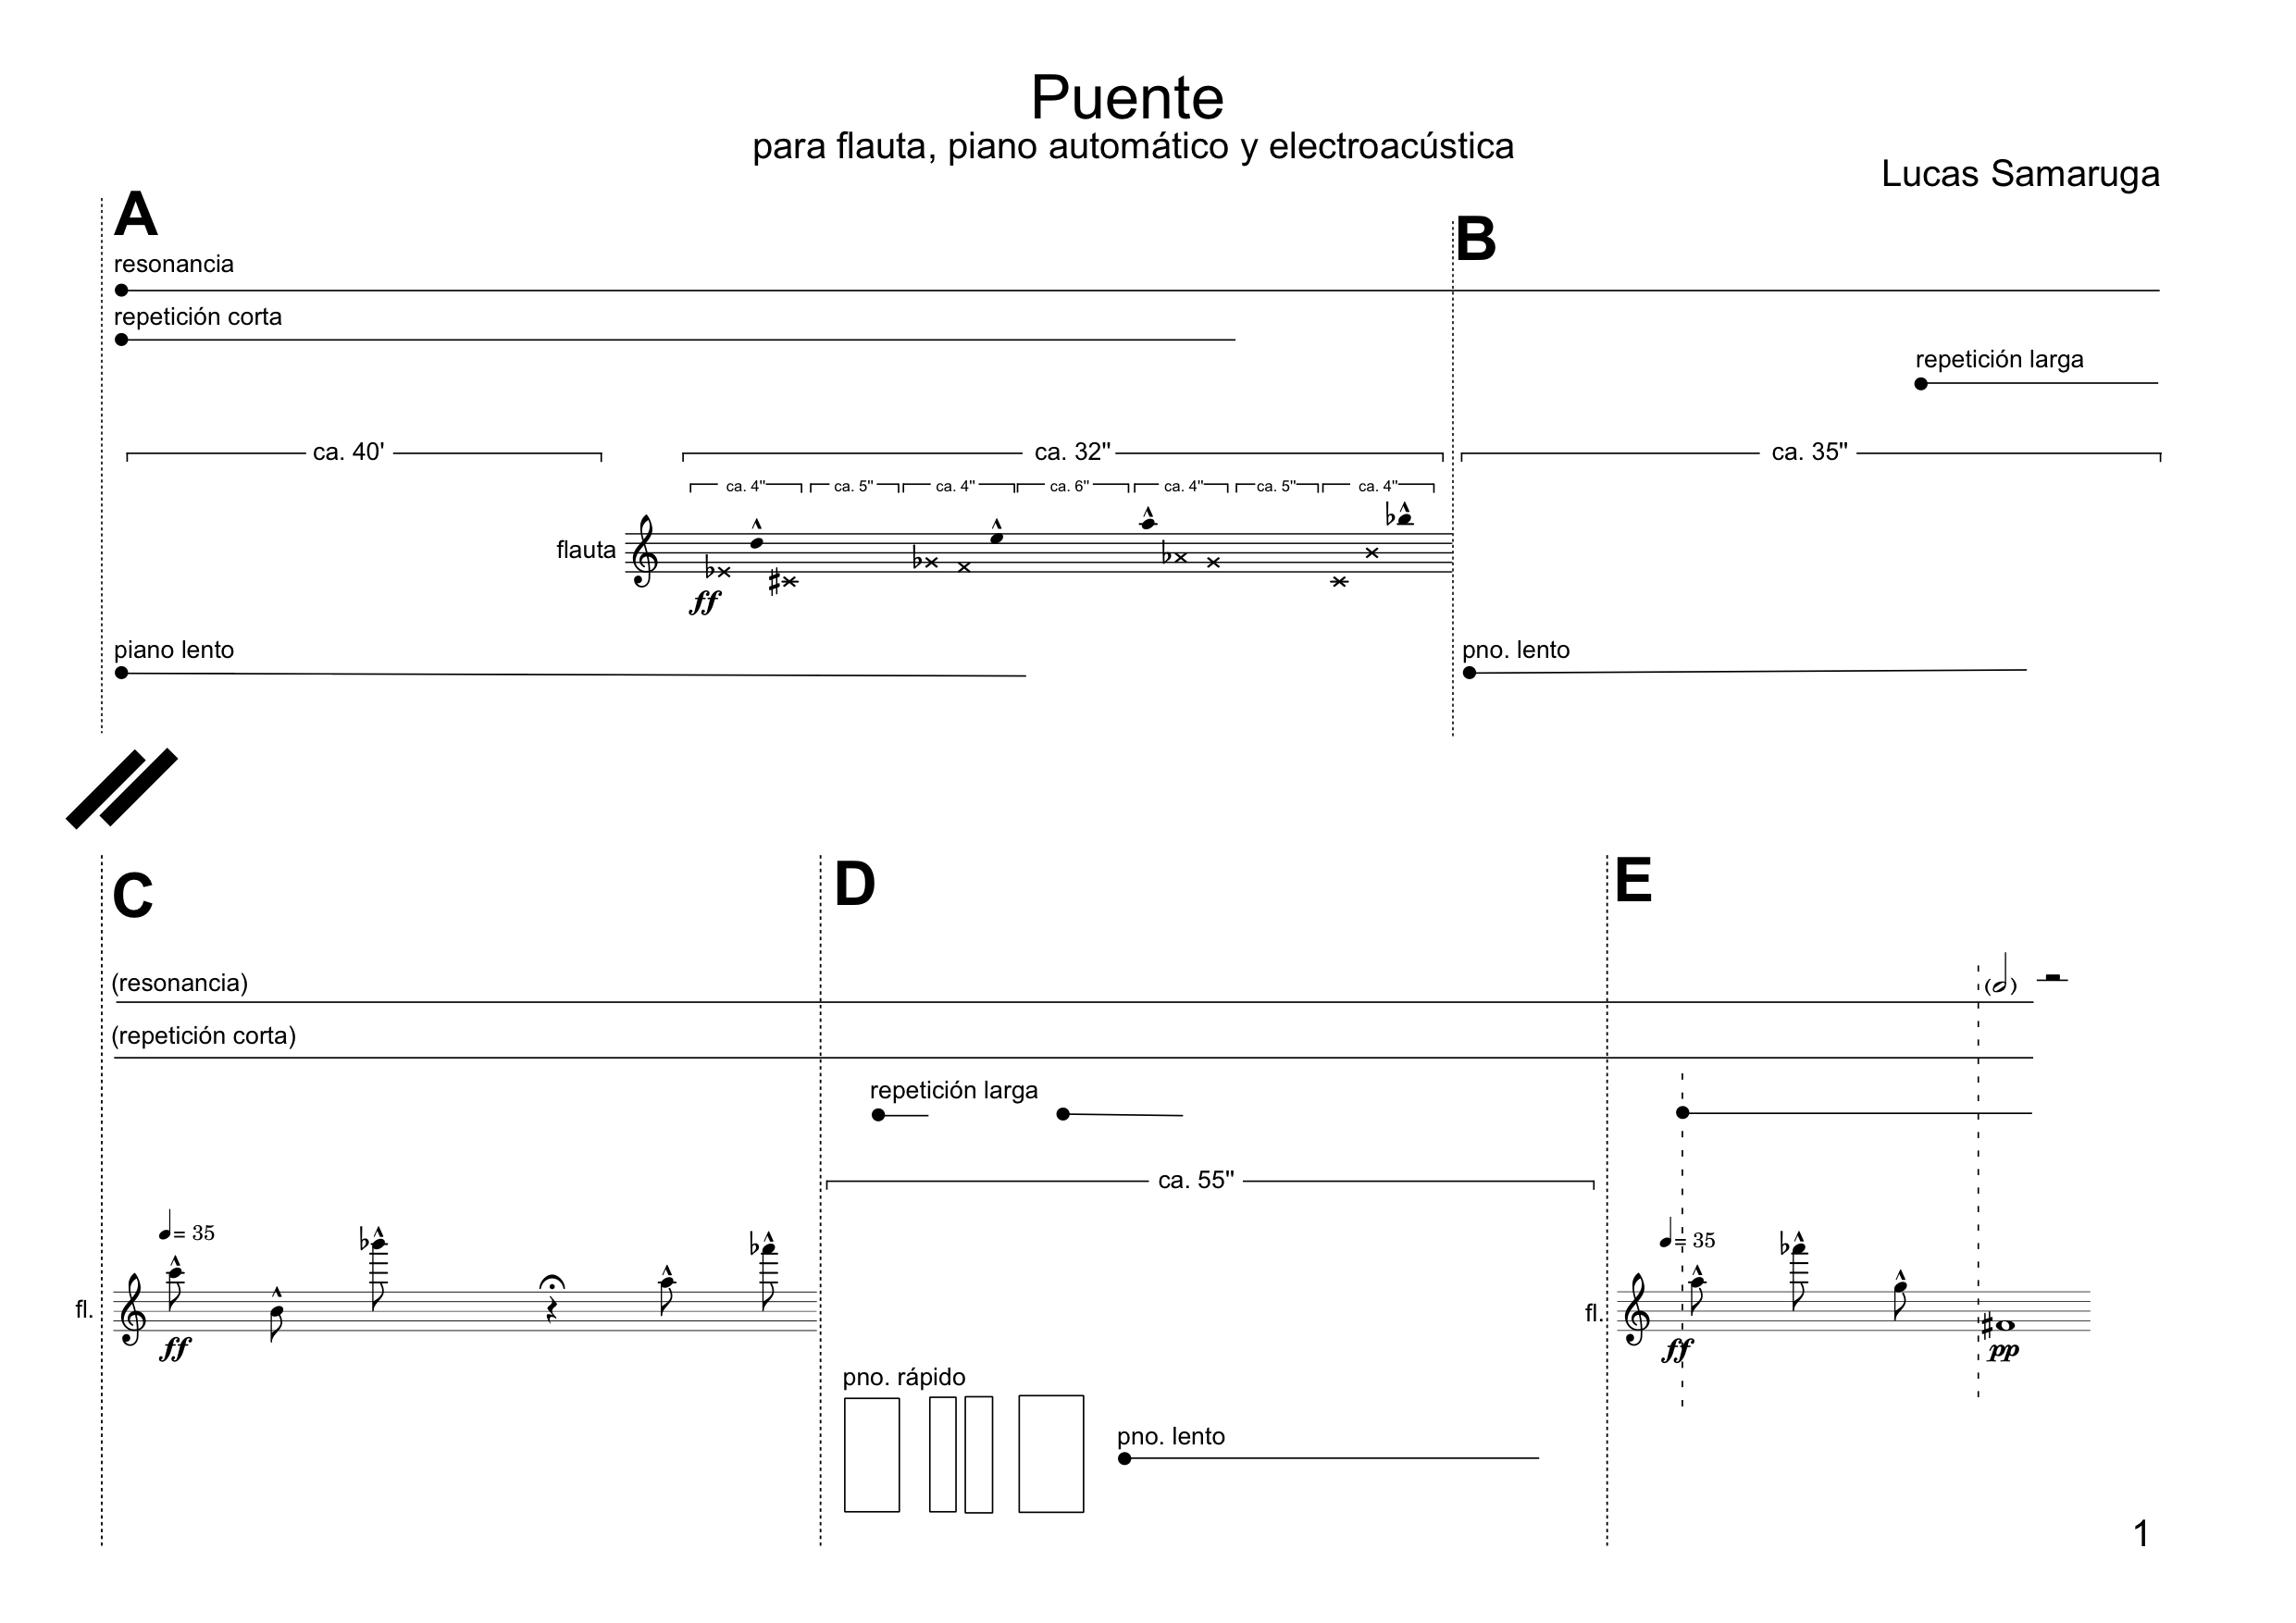 Puente
para flauta, piano automático y electroacústica
Lucas Samaruga
A
B
resonancia
repetición corta
repetición larga
ca. 40'
ca. 32"
ca. 35"
ca. 4" ca. 5" ca. 4" ca. 6" ca. 4" ca. 5" ca. 4"
flauta
ff
piano lento
pno. lento
C
D
E
(resonancia)
(repetición corta)
repetición larga
ca. 55"
= 35
= 35
fl.
fl.
ff
ff
pp
pno. rápido
pno. lento
1